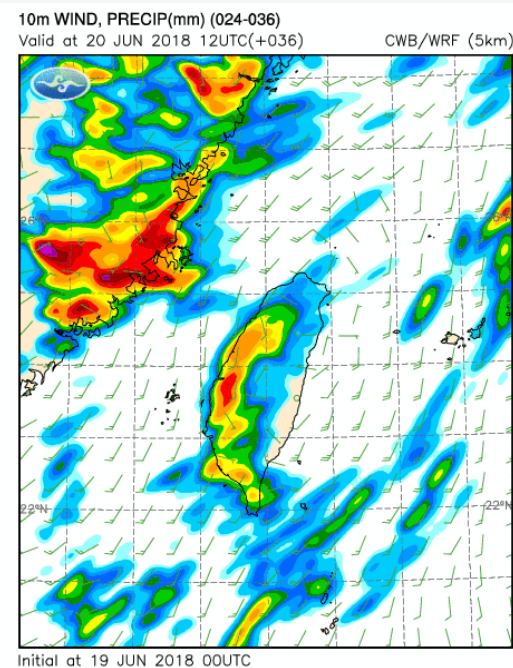 10m WIND, PRECIP(mm) (024-036)
Valid at 20 JUN 2018 12UTC(+036) CWB/WRF (5km)
22°N 22°N
Initial at 19 JUN 2018 00UTC